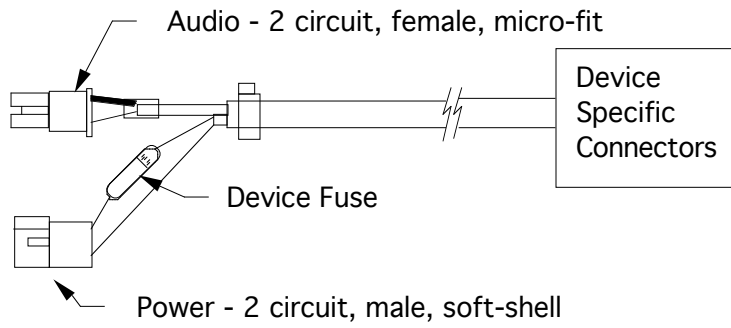 Audio - 2 circuit, female, micro-fit
Device
Specific
Connectors
Device Fuse
Power - 2 circuit, male, soft-shell